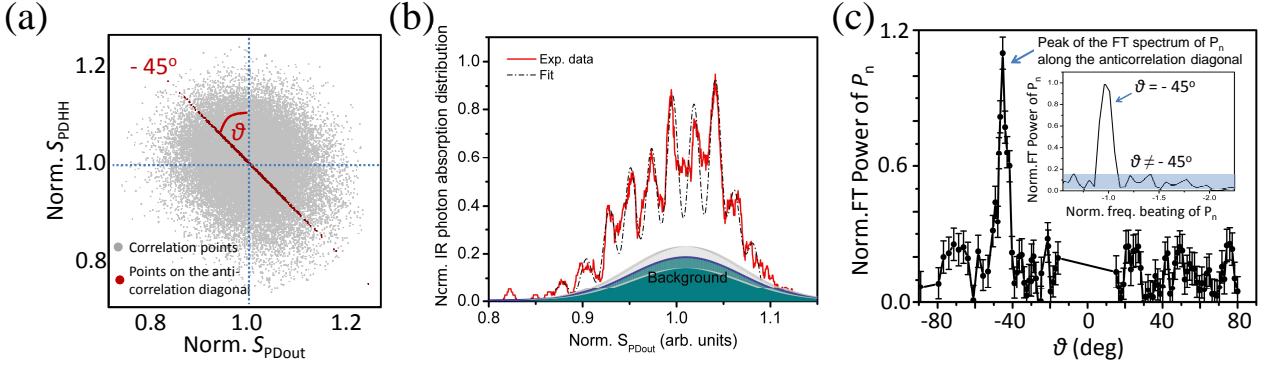 (a)
Norm. S_PDHH
1.2
1.0
0.8
- 45°
ϑ
Correlation points
Points on the anti-
correlation diagonal
0.8
1.0
1.2
Norm. S_PDout
(b)
Ncrm. IR photon absorption distribution
1.0
0.8
0.6
0.4
0.2
0.0
Exp. data
Fit
Background
0.8
0.9
1.0
1.1
Norm. S_PDout (arb. units)
(c)
Norm.FT Power of P_n
1.2
0.6
0.0
Peak of the FT spectrum of P_n
along the anticorrelation diagonal
Norm.FT Power of P_n
1.0
0.8
0.6
0.4
0.2
0.0
ϑ = - 45°
ϑ ≠ - 45°
-1.0
-2.0
Norm. freq. beating of P_n
-80
-40
0
40
80
ϑ (deg)